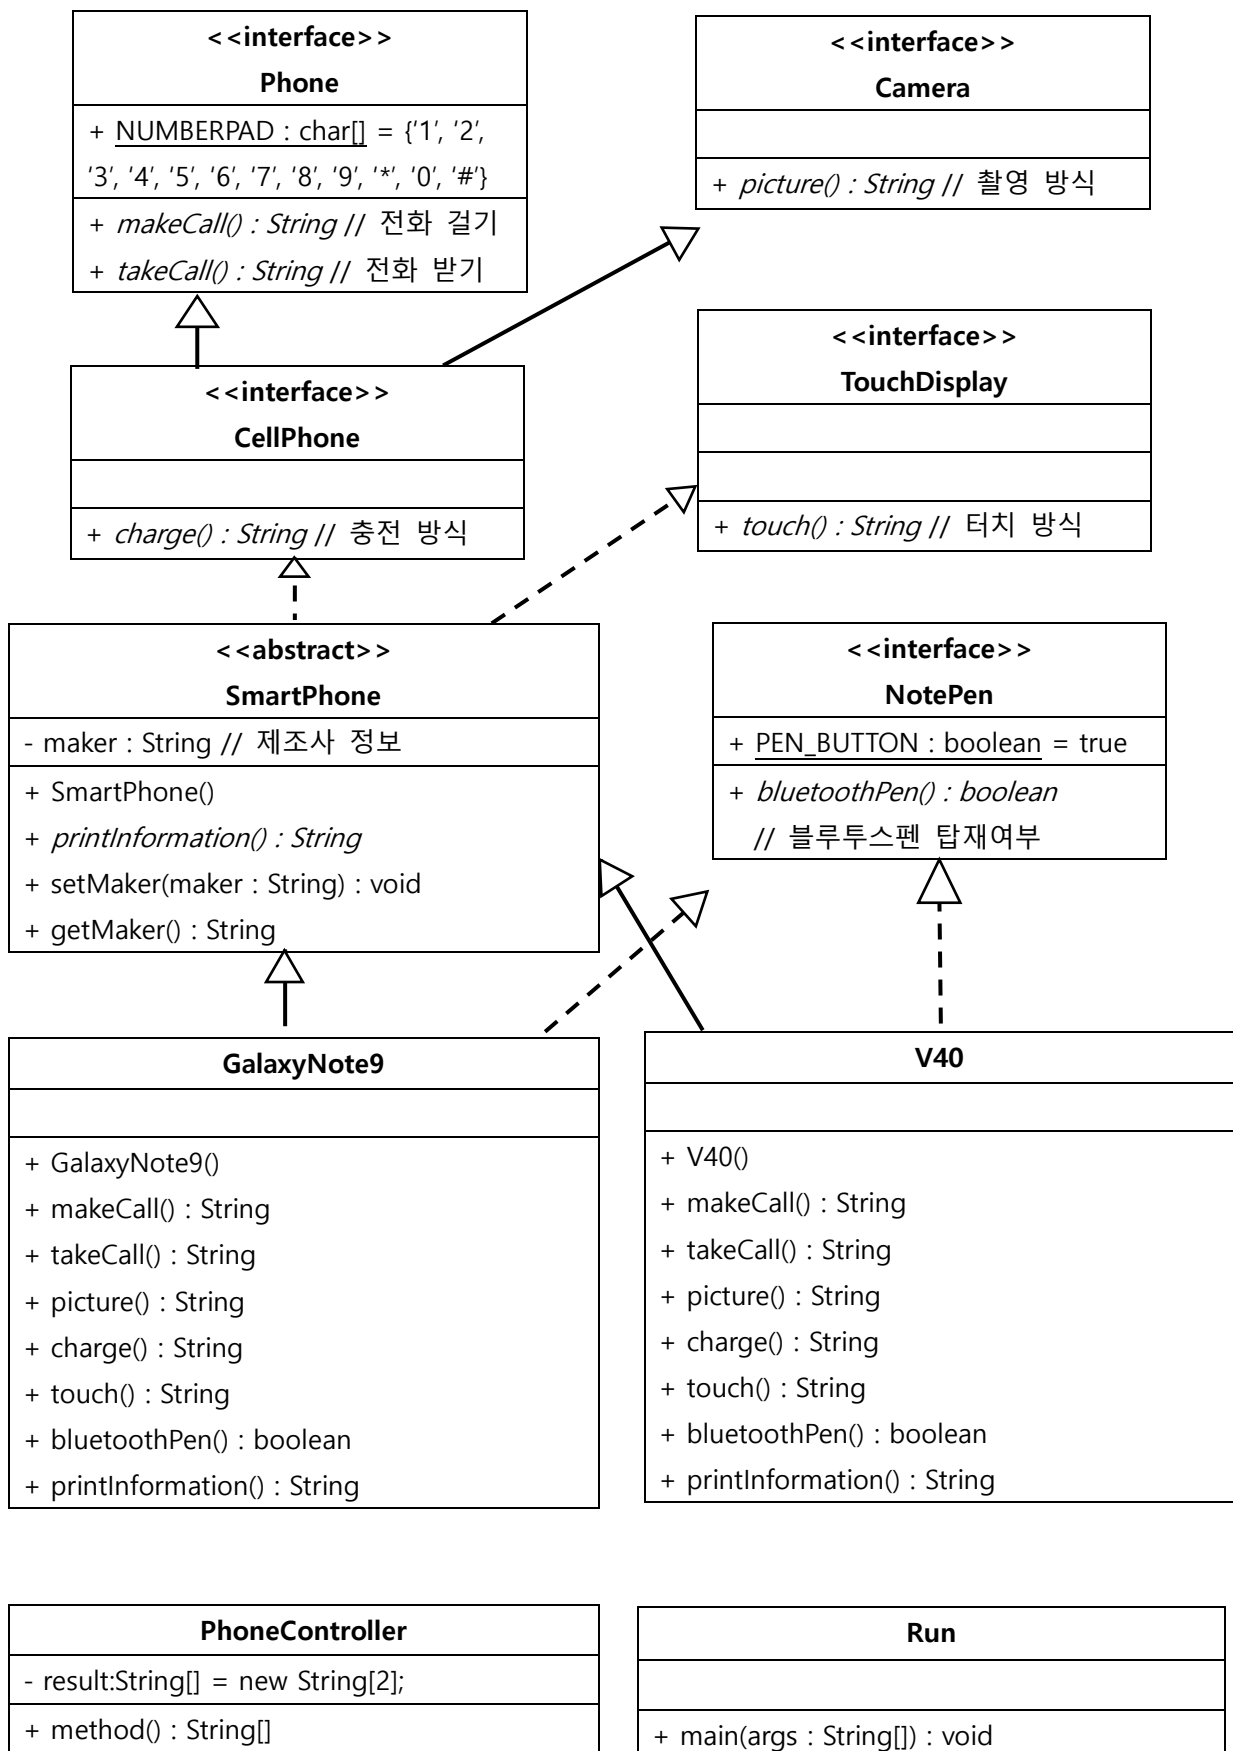 <<interface>>
Phone
+ NUMBERPAD : char[] = {'1', '2',
'3', '4', '5', '6', '7', '8', '9', '*', '0', '#'}
+ makeCall() : String // 전화 걸기
+ takeCall() : String // 전화 받기
<<interface>>
Camera
+ picture() : String // 촬영 방식
<<interface>>
CellPhone
+ charge() : String // 충전 방식
<<interface>>
TouchDisplay
+ touch() : String // 터치 방식
<<abstract>>
SmartPhone
- maker : String // 제조사 정보
+ SmartPhone()
+ printInformation() : String
+ setMaker(maker : String) : void
+ getMaker() : String
<<interface>>
NotePen
+ PEN_BUTTON : boolean = true
+ bluetoothPen() : boolean
// 블루투스펜 탑재여부
GalaxyNote9
+ GalaxyNote9()
+ makeCall() : String
+ takeCall() : String
+ picture() : String
+ charge() : String
+ touch() : String
+ bluetoothPen() : boolean
+ printInformation() : String
V40
+ V40()
+ makeCall() : String
+ takeCall() : String
+ picture() : String
+ charge() : String
+ touch() : String
+ bluetoothPen() : boolean
+ printInformation() : String
PhoneController
- result:String[] = new String[2];
+ method() : String[]
Run
+ main(args : String[]) : void